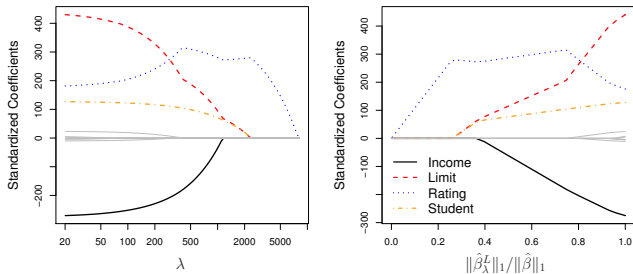 Standardized Coefficients
400
300
200
100
0
−200
20 50 100 200 500 2000 5000
λ
Standardized Coefficients
400
300
200
100
0
−100
−300
0.0 0.2 0.4 0.6 0.8 1.0
‖β̂ᴸ_λ‖₁/‖β̂‖₁
Income
Limit
Rating
Student